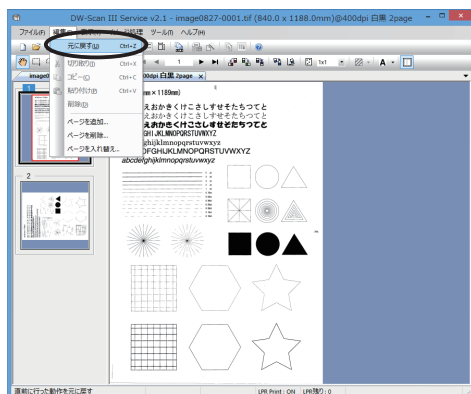 DW-Scan III Service v2.1 - image0827-0001.tif (840.0 x 1188.0mm)@400dpi 白黒 2page
ファイル(F)
ツール(T) ヘルプ(H)
元に戻す(U) Ctrl+Z
切り取り(T) Ctrl+X
コピー(C) Ctrl+C
貼り付け(P) Ctrl+V
削除(D)
ページを追加...
ページを削除...
ページを入れ替え...
1
1x1
A
00dpi 白黒 2page x
1
2
mm×1189mm)
えおかきくけこさしすせそたちつてと
えおかきくけこさしすせそたちつてと
えおかきくけこさしすせそたちつてと
GHIJKLMNOPQRSTUVWXYZ
ghijklmnopqrstuvwxyz
DFGHIJKLMNOPQRSTUVWXYZ
abcdefghijklmnopqrstuvwxyz
直前に行った動作を元に戻す
LPR Print : ON
LPR残り : 0